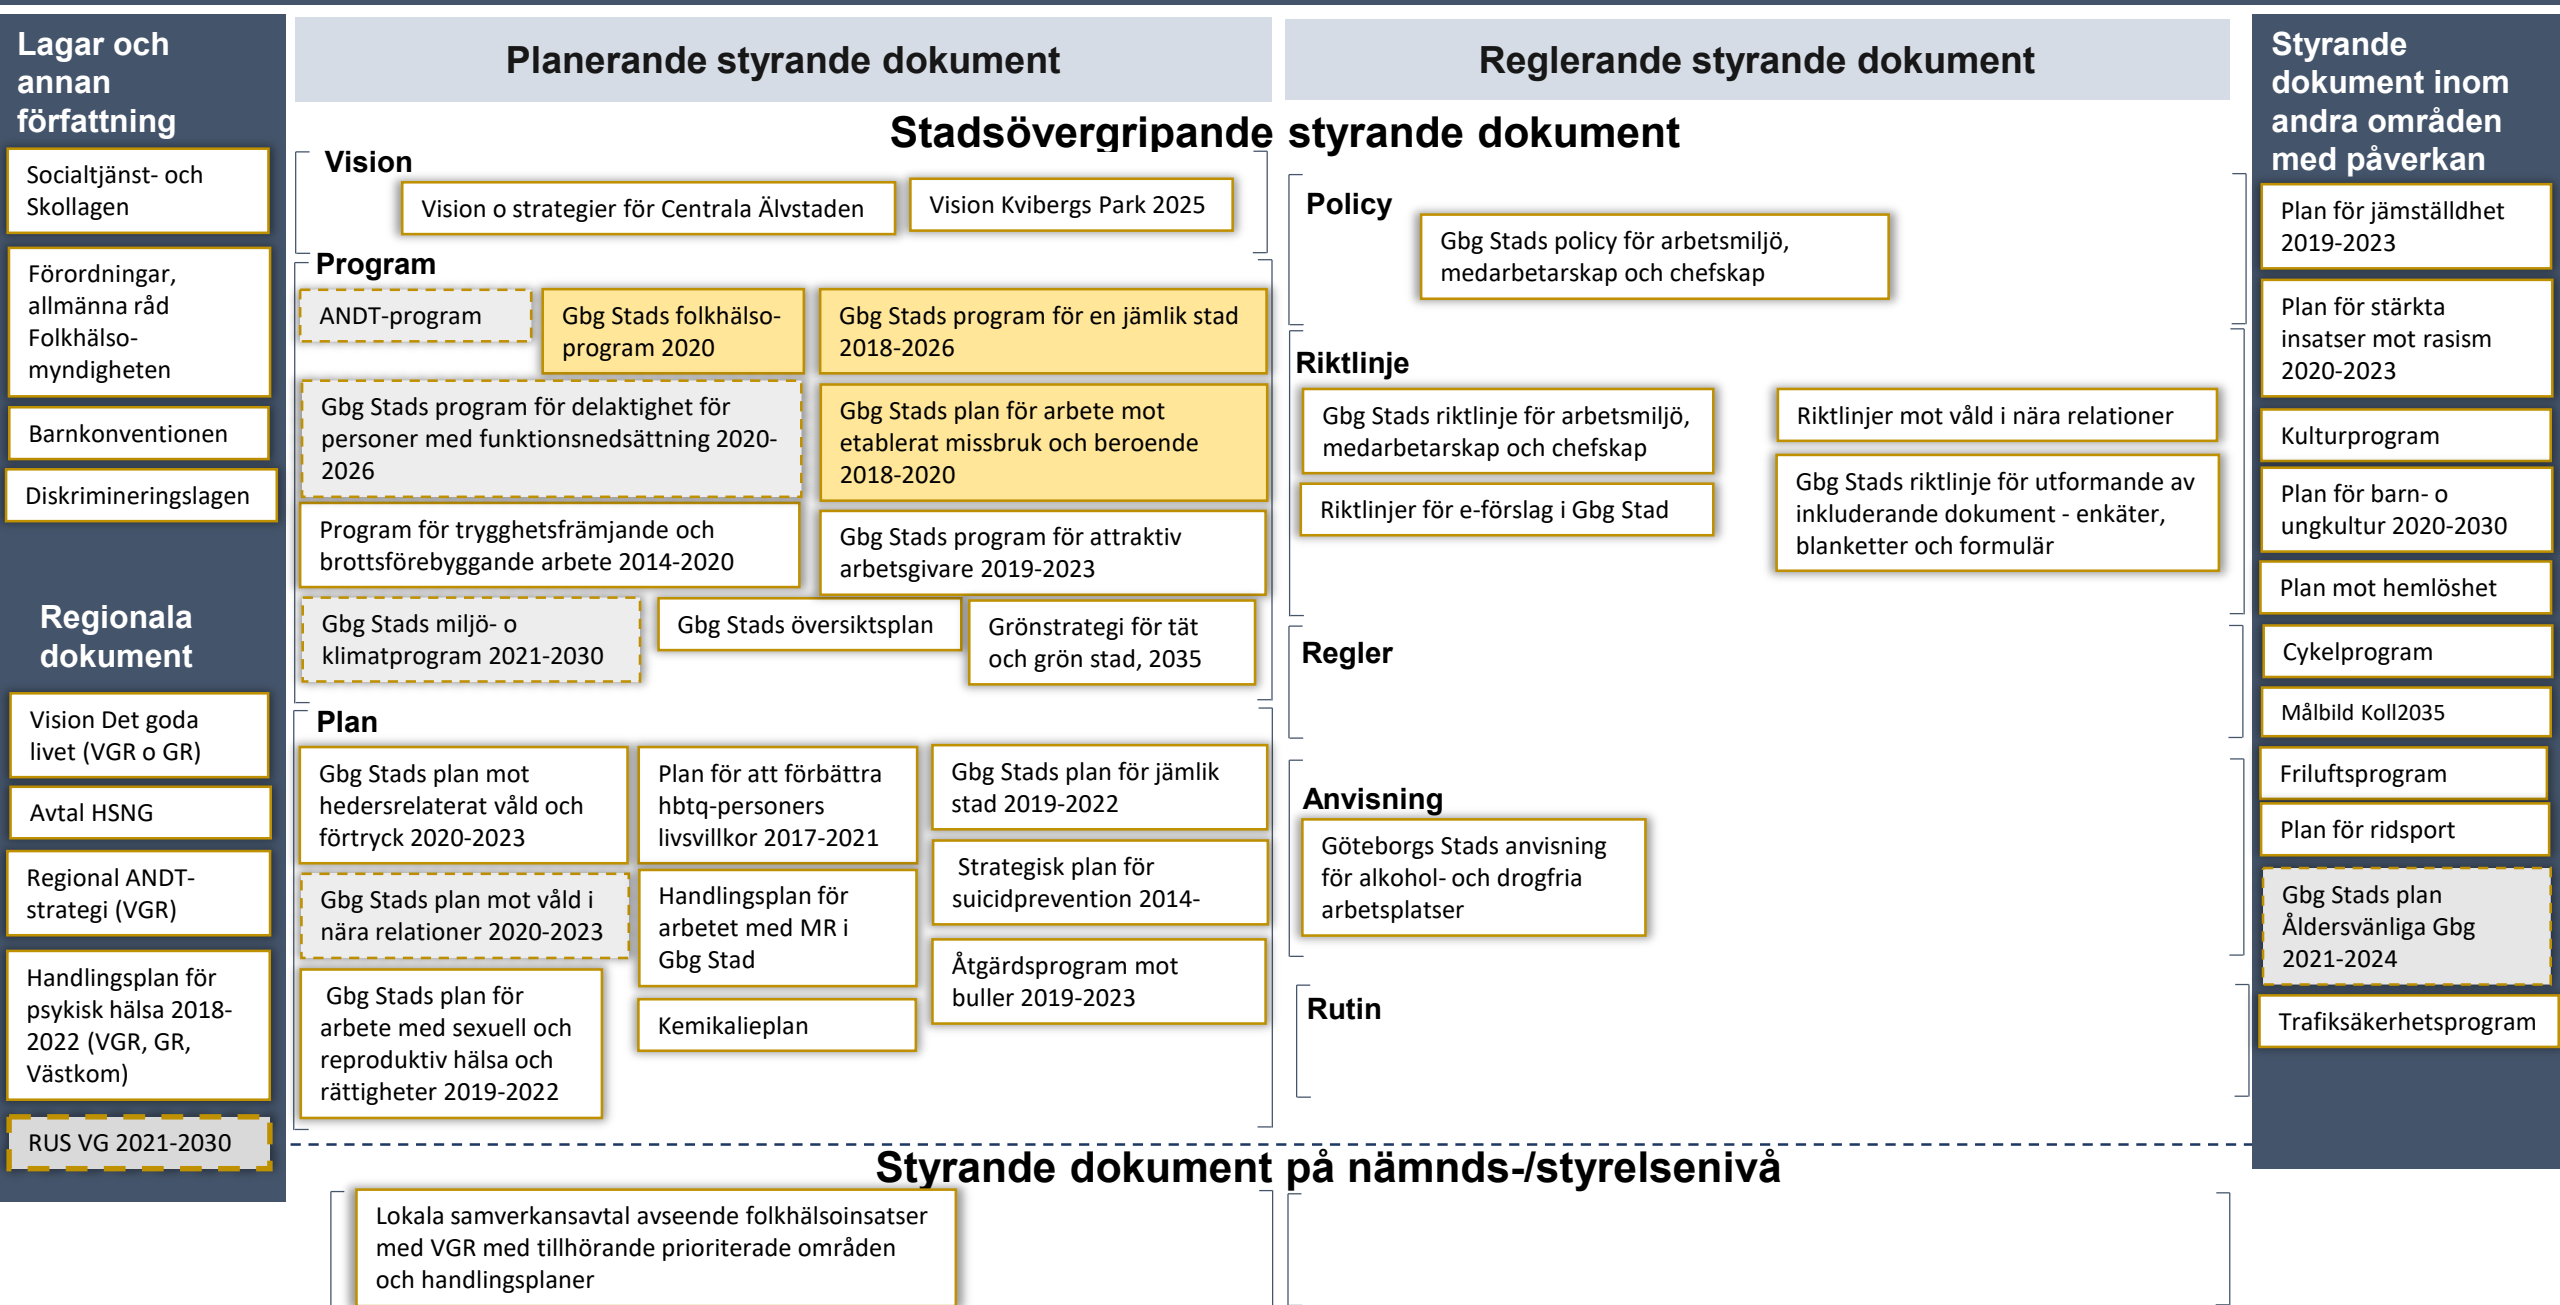 Lagar och
annan
författning
Socialtjänst- och
Skollagen
Förordningar,
allmänna råd
Folkhälso-
myndigheten
Barnkonventionen
Diskrimineringslagen
Regionala
dokument
Vision Det goda
livet (VGR o GR)
Avtal HSNG
Regional ANDT-
strategi (VGR)
Handlingsplan för
psykisk hälsa 2018-
2022 (VGR, GR,
Västkom)
RUS VG 2021-2030
Planerande styrande dokument
Reglerande styrande dokument
Stadsövergripande styrande dokument
Vision
Vision o strategier för Centrala Älvstaden
Vision Kvibergs Park 2025
Program
ANDT-program
Gbg Stads folkhälso-
program 2020
Gbg Stads program för en jämlik stad
2018-2026
Gbg Stads program för delaktighet för
personer med funktionsnedsättning 2020-
2026
Gbg Stads plan för arbete mot
etablerat missbruk och beroende
2018-2020
Program för trygghetsfrämjande och
brottsförebyggande arbete 2014-2020
Gbg Stads program för attraktiv
arbetsgivare 2019-2023
Gbg Stads miljö- o
klimatprogram 2021-2030
Gbg Stads översiktsplan
Grönstrategi för tät
och grön stad, 2035
Plan
Gbg Stads plan mot
hedersrelaterat våld och
förtryck 2020-2023
Plan för att förbättra
hbtq-personers
livsvillkor 2017-2021
Gbg Stads plan för jämlik
stad 2019-2022
Gbg Stads plan mot våld i
nära relationer 2020-2023
Handlingsplan för
arbetet med MR i
Gbg Stad
Strategisk plan för
suicidprevention 2014-
Gbg Stads plan för
arbete med sexuell och
reproduktiv hälsa och
rättigheter 2019-2022
Kemikalieplan
Åtgärdsprogram mot
buller 2019-2023
Policy
Gbg Stads policy för arbetsmiljö,
medarbetarskap och chefskap
Riktlinje
Gbg Stads riktlinje för arbetsmiljö,
medarbetarskap och chefskap
Riktlinjer mot våld i nära relationer
Riktlinjer för e-förslag i Gbg Stad
Gbg Stads riktlinje för utformande av
inkluderande dokument - enkäter,
blanketter och formulär
Regler
Anvisning
Göteborgs Stads anvisning
för alkohol- och drogfria
arbetsplatser
Rutin
Styrande
dokument inom
andra områden
med påverkan
Plan för jämställdhet
2019-2023
Plan för stärkta
insatser mot rasism
2020-2023
Kulturprogram
Plan för barn- o
ungkultur 2020-2030
Plan mot hemlöshet
Cykelprogram
Målbild Koll2035
Friluftsprogram
Plan för ridsport
Gbg Stads plan
Åldersvänliga Gbg
2021-2024
Trafiksäkerhetsprogram
Styrande dokument på nämnds-/styrelsenivå
Lokala samverkansavtal avseende folkhälsoinsatser
med VGR med tillhörande prioriterade områden
och handlingsplaner